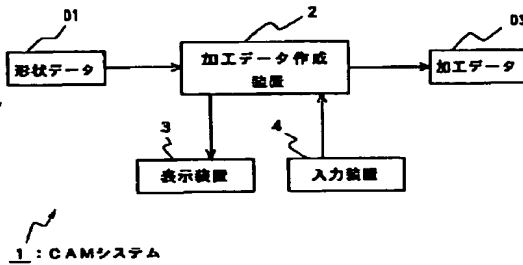 D1
形状データ
2
加工データ作成
装置
D3
加工データ
3
表示装置
4
入力装置
1：CAMシステム